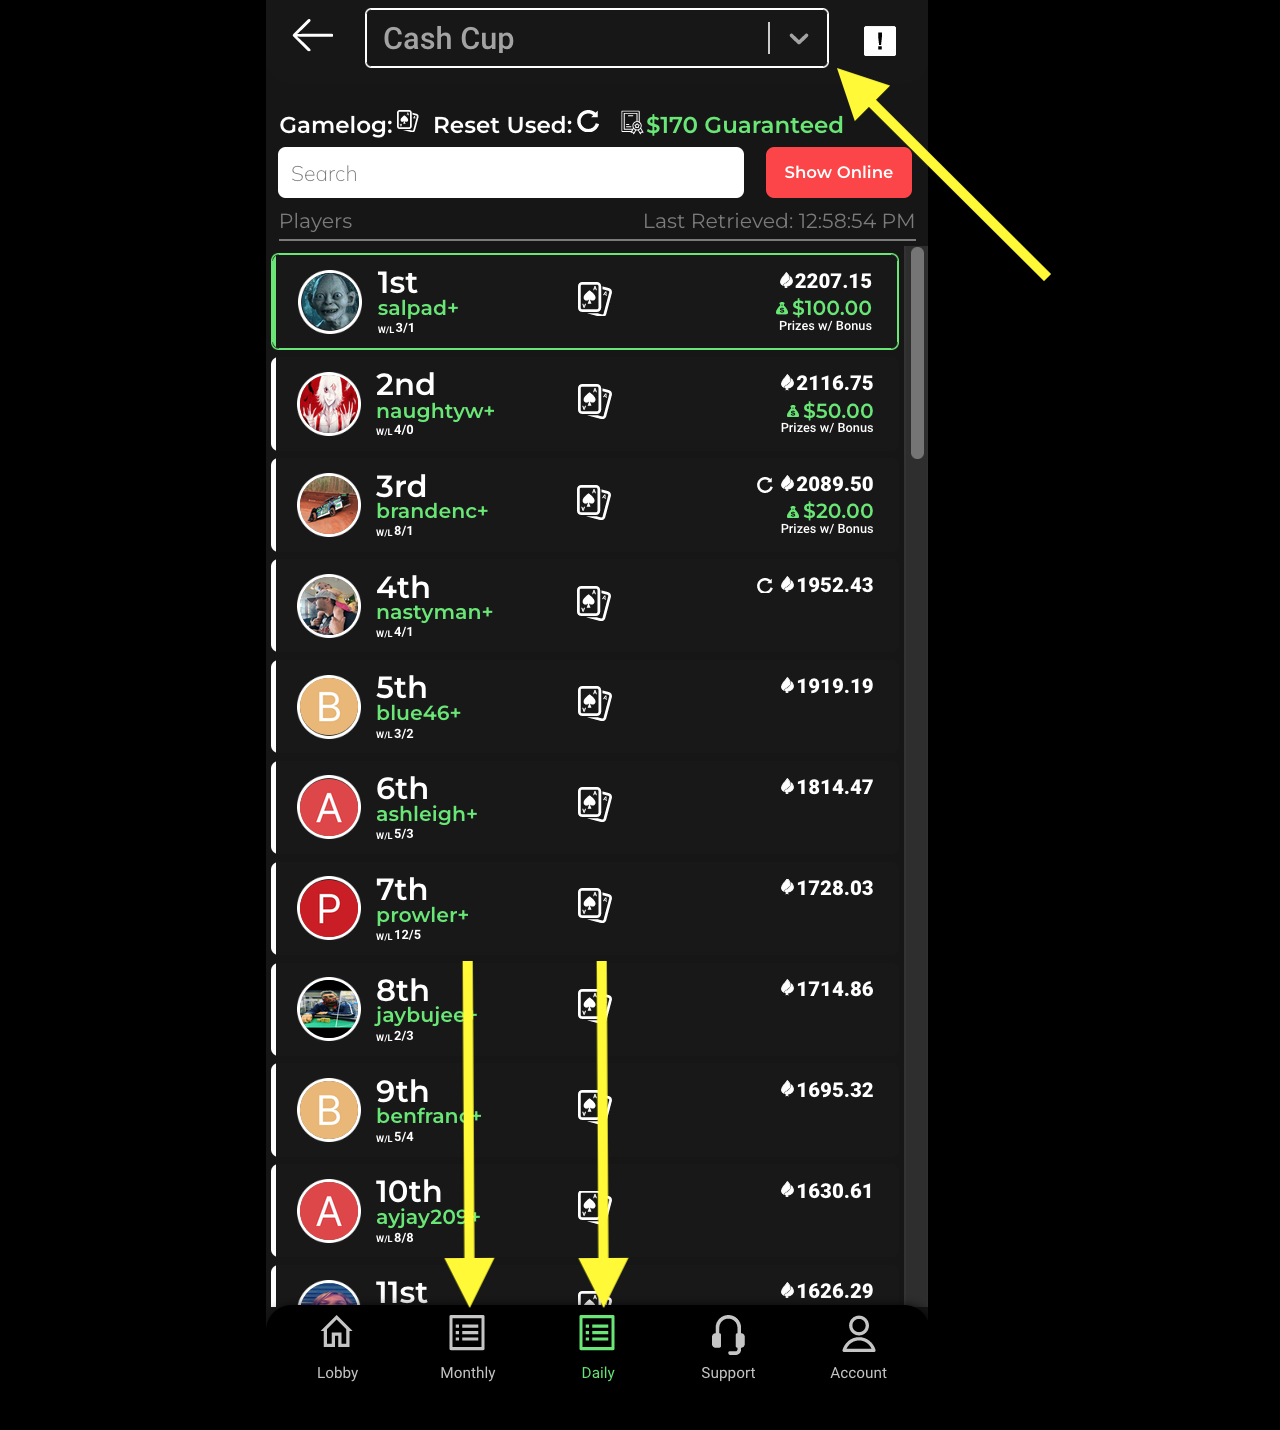 Cash Cup
!
Gamelog: Reset Used: $170 Guaranteed
Search
Show Online
Players
Last Retrieved: 12:58:54 PM
1st
salpad+
W/L 3/1
2207.15
$100.00
Prizes w/ Bonus
2nd
naughtyw+
W/L 4/0
2116.75
$50.00
Prizes w/ Bonus
3rd
brandenc+
W/L 8/1
2089.50
$20.00
Prizes w/ Bonus
4th
nastyman+
W/L 4/1
1952.43
B
5th
blue46+
W/L 3/2
1919.19
A
6th
ashleigh+
W/L 5/3
1814.47
P
7th
prowler+
W/L 12/5
1728.03
8th
jaybujee+
W/L 2/3
1714.86
B
9th
benfranc+
W/L 5/4
1695.32
A
10th
ayjay209+
W/L 8/8
1630.61
11st
1626.29
Lobby
Monthly
Daily
Support
Account